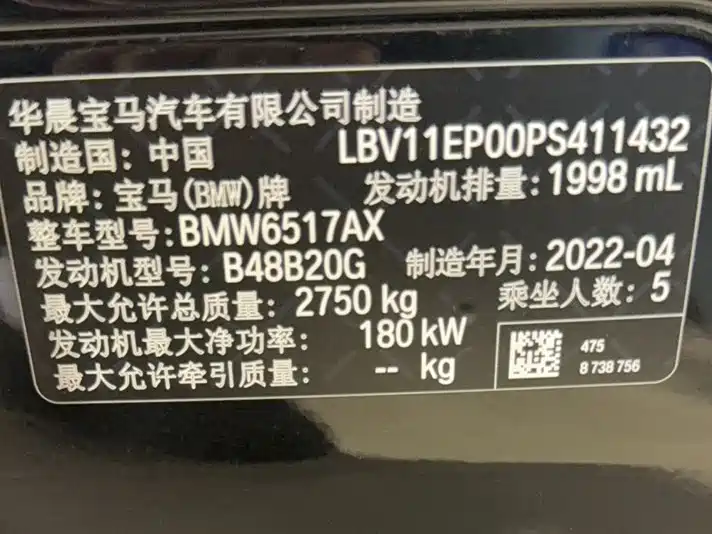 华晨宝马汽车有限公司制造
制造国: 中国 LBV11EP00PS411432
品牌: 宝马(BMW)牌 发动机排量: 1998 mL
整车型号: BMW6517AX
发动机型号: B48B20G 制造年月: 2022-04
最大允许总质量: 2750 kg 乘坐人数: 5
发动机最大净功率: 180 kW
最大允许牵引质量: -- kg
475
8 738 756